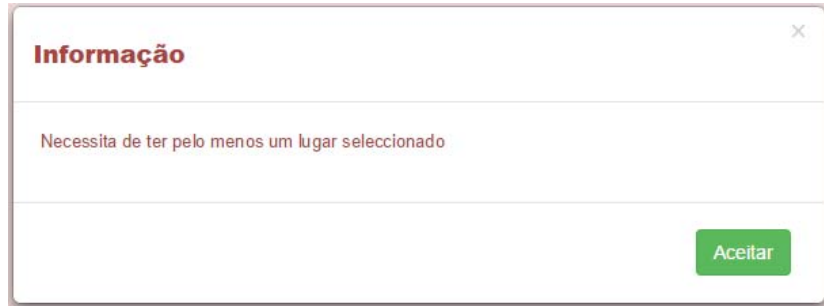 Informação
Necessita de ter pelo menos um lugar seleccionado
Aceitar